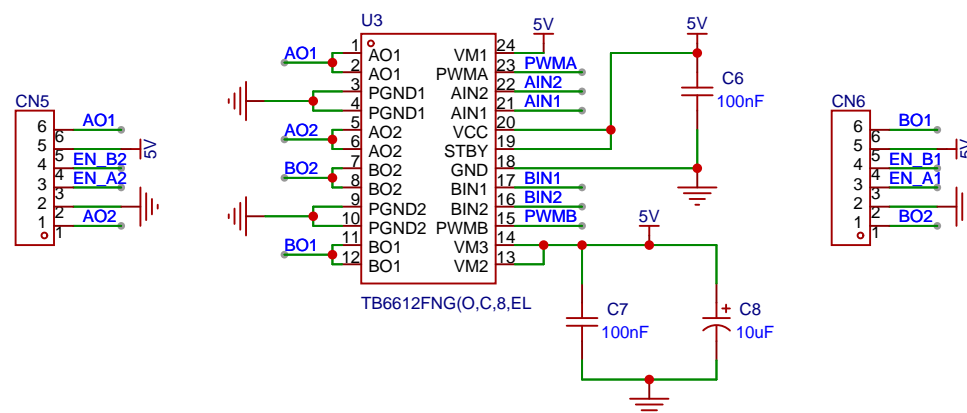 U3
TB6612FNG(O,C,8,EL
1 AO1
2 AO1
3 PGND1
4 PGND1
5 AO2
6 AO2
7 BO2
8 BO2
9 PGND2
10 PGND2
11 BO1
12 BO1
24 VM1
23 PWMA
22 AIN2
21 AIN1
20 VCC
19 STBY
18 GND
17 BIN1
16 BIN2
15 PWMB
14 VM3
13 VM2
AO1
AO2
BO2
BO1
5V
PWMA
AIN2
AIN1
BIN1
BIN2
PWMB
5V
C6
100nF
5V
C7
100nF
+
C8
10uF
CN5
6 6 AO1
5 5 5V
4 4 EN_B2
3 3 EN_A2
2 2
1 1 AO2
CN6
6 6 BO1
5 5 5V
4 4 EN_B1
3 3 EN_A1
2 2
1 1 BO2